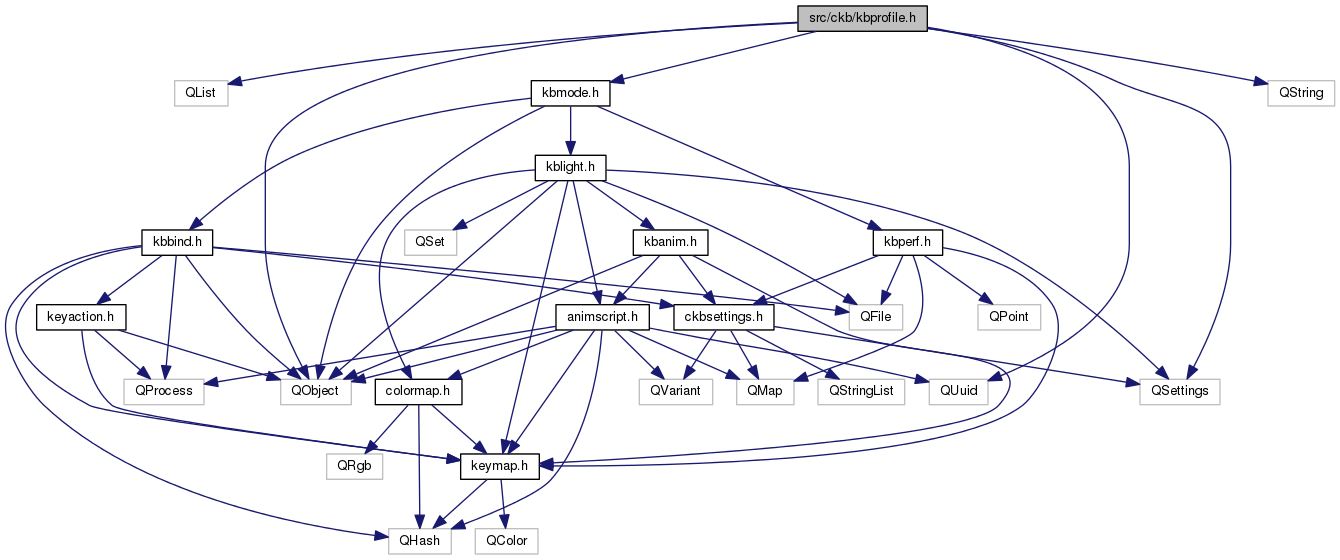 src/ckb/kbprofile.h
QList
kbmode.h
QString
kblight.h
kbbind.h
QSet
kbanim.h
kbperf.h
keyaction.h
animscript.h
ckbsettings.h
QFile
QPoint
QProcess
QObject
colormap.h
QVariant
QMap
QStringList
QUuid
QSettings
QRgb
keymap.h
QHash
QColor